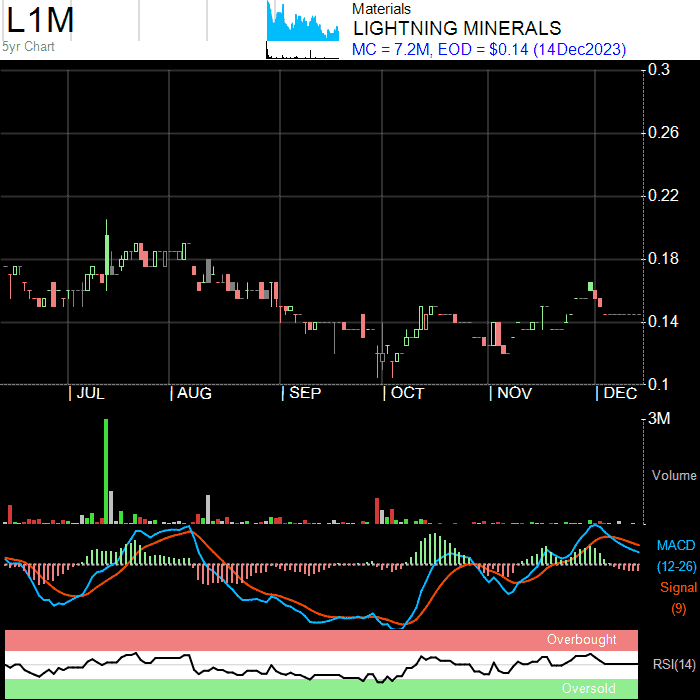 L1M
5yr Chart
Materials
LIGHTNING MINERALS
MC = 7.2M, EOD = $0.14 (14Dec2023)
0.3
0.26
0.22
0.18
0.14
0.1
JUL AUG SEP OCT NOV DEC
3M
Volume
MACD
(12-26)
Signal
(9)
Overbought
RSI(14)
Oversold